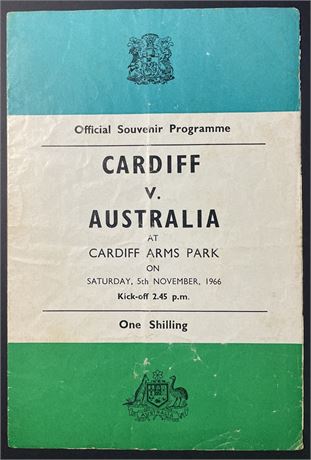 Official Souvenir Programme
CARDIFF
V.
AUSTRALIA
AT
CARDIFF ARMS PARK
ON
SATURDAY, 5th NOVEMBER, 1966
Kick-off 2.45 p.m.
One Shilling
AUSTRALIA